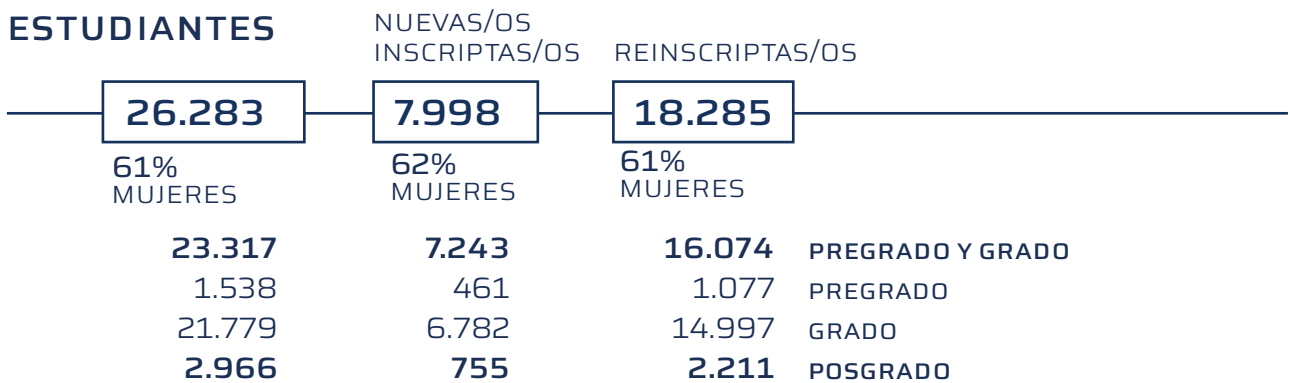 ESTUDIANTES
NUEVAS/OS
INSCRIPTAS/OS
REINSCRIPTAS/OS
26.283 7.998 18.285
61% 62% 61%
MUJERES MUJERES MUJERES
23.317 7.243 16.074 PREGRADO Y GRADO
1.538 461 1.077 PREGRADO
21.779 6.782 14.997 GRADO
2.966 755 2.211 POSGRADO